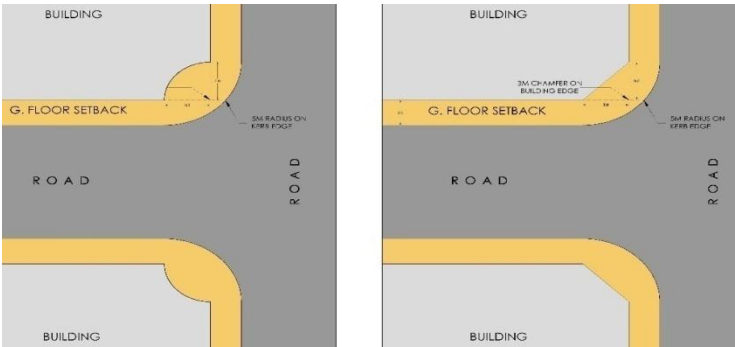 BUILDING
G. FLOOR SETBACK
5M RADIUS ON
KERB EDGE
ROAD
ROAD
BUILDING
BUILDING
3M CHAMFER ON
BUILDING EDGE
G. FLOOR SETBACK
5M RADIUS ON
KERB EDGE
ROAD
ROAD
BUILDING